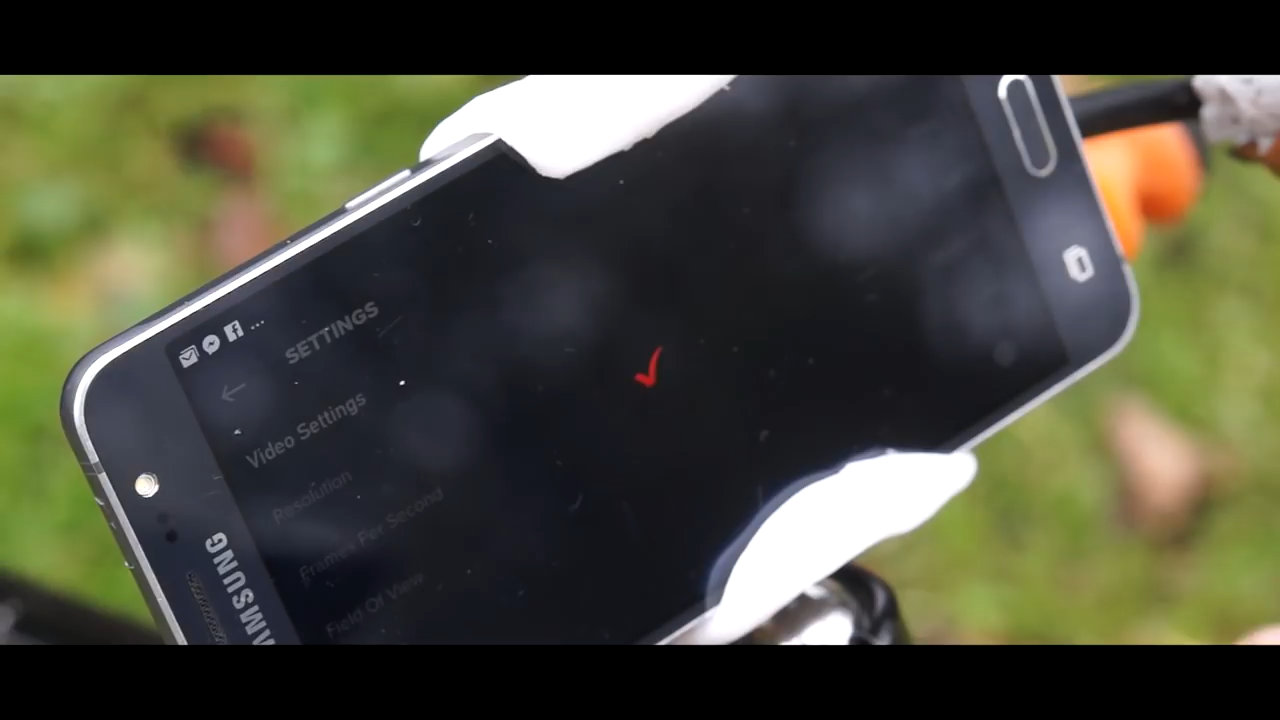 SETTINGS
Video Settings
Resolution
Frames Per Second
Field Of View
SAMSUNG